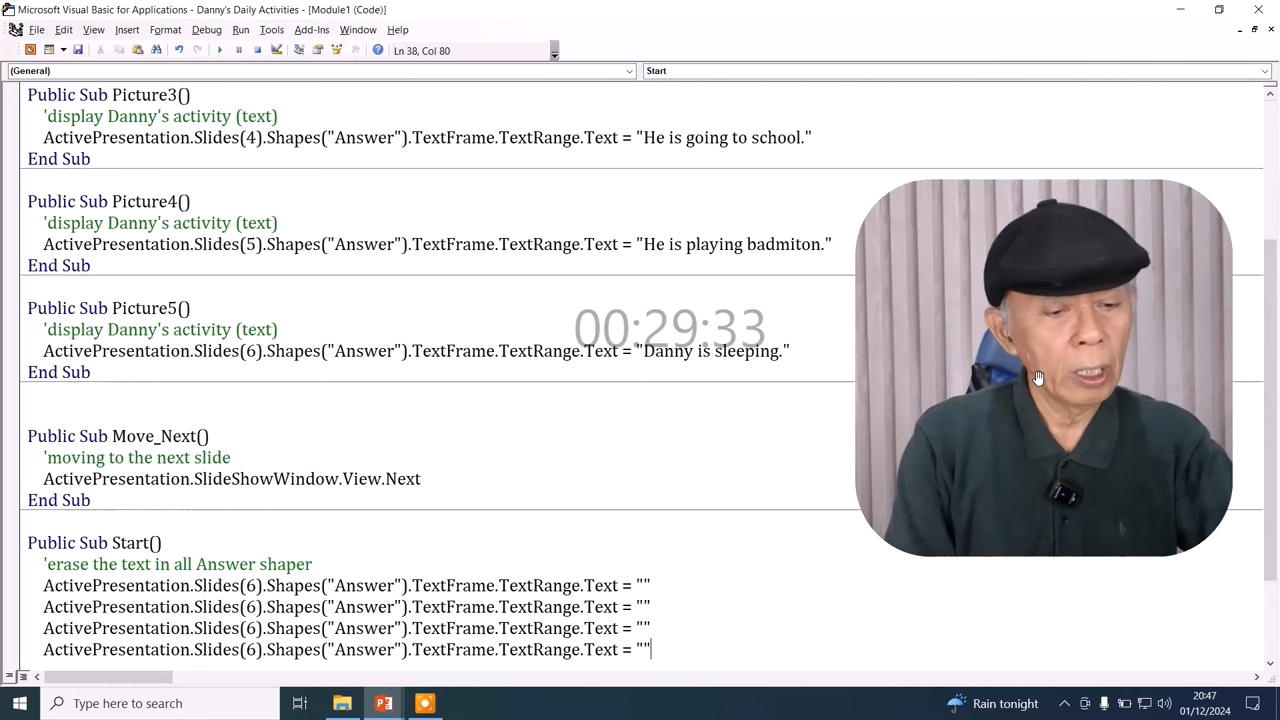 Microsoft Visual Basic for Applications - Danny's Daily Activities - [Module1 (Code)]
File Edit View Insert Format Debug Run Tools Add-Ins Window Help
Ln 38, Col 80
(General) Start
Public Sub Picture3()
'display Danny's activity (text)
ActivePresentation.Slides(4).Shapes("Answer").TextFrame.TextRange.Text = "He is going to school."
End Sub
Public Sub Picture4()
'display Danny's activity (text)
ActivePresentation.Slides(5).Shapes("Answer").TextFrame.TextRange.Text = "He is playing badmiton."
End Sub
Public Sub Picture5()
'display Danny's activity (text)
00:29:33
ActivePresentation.Slides(6).Shapes("Answer").TextFrame.TextRange.Text = "Danny is sleeping."
End Sub
Public Sub Move_Next()
'moving to the next slide
ActivePresentation.SlideShowWindow.View.Next
End Sub
Public Sub Start()
'erase the text in all Answer shaper
ActivePresentation.Slides(6).Shapes("Answer").TextFrame.TextRange.Text = ""
ActivePresentation.Slides(6).Shapes("Answer").TextFrame.TextRange.Text = ""
ActivePresentation.Slides(6).Shapes("Answer").TextFrame.TextRange.Text = ""
ActivePresentation.Slides(6).Shapes("Answer").TextFrame.TextRange.Text = ""
Type here to search
Rain tonight
20:47
01/12/2024